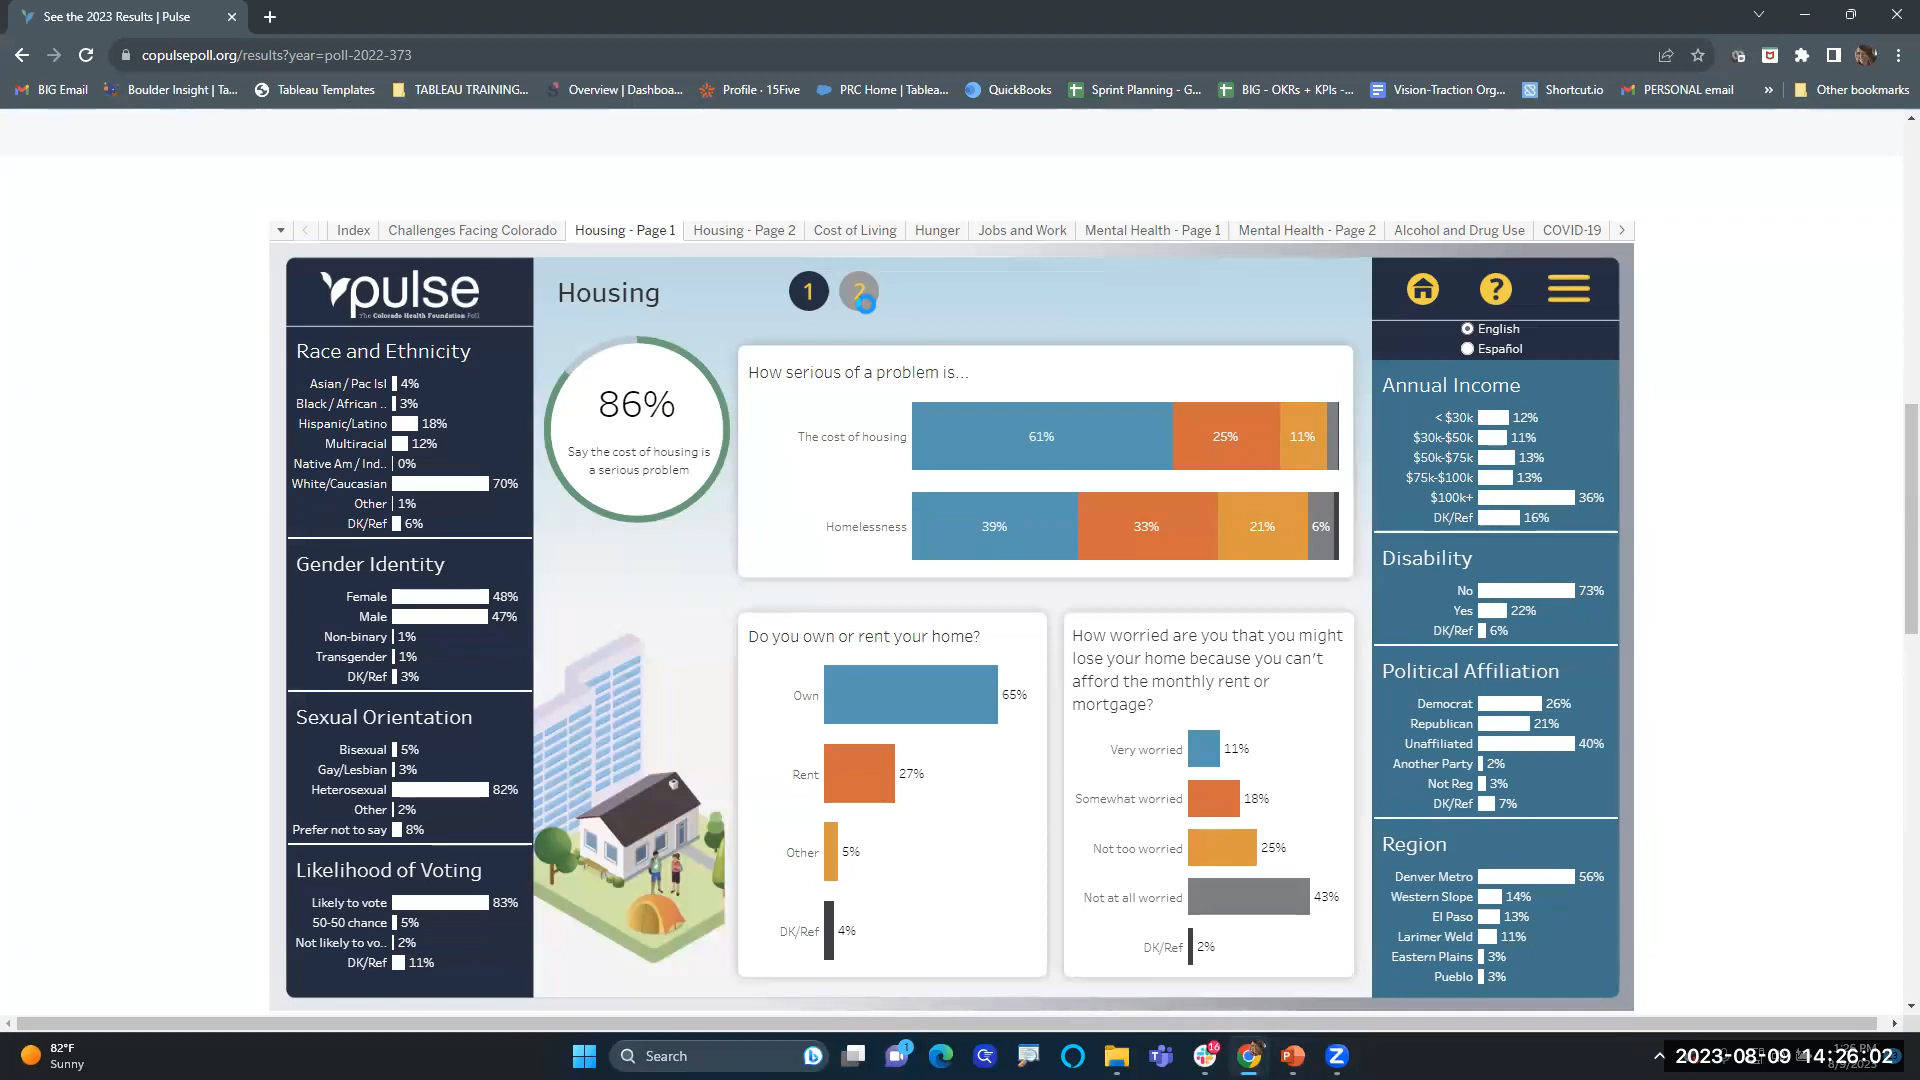 See the 2023 Results | Pulse
copulsepoll.org/results?year=poll-2022-373
BIG Email
Boulder Insight | Ta...
Tableau Templates
TABLEAU TRAINING...
Overview | Dashboa...
Profile · 15Five
PRC Home | Tablea...
QuickBooks
Sprint Planning - G...
BIG - OKRs + KPIs -...
Vision-Traction Org...
Shortcut.io
PERSONAL email
»
Other bookmarks
Index
Challenges Facing Colorado
Housing - Page 1
Housing - Page 2
Cost of Living
Hunger
Jobs and Work
Mental Health - Page 1
Mental Health - Page 2
Alcohol and Drug Use
COVID-19
pulse
The Colorado Health Foundation Poll
Race and Ethnicity
Asian / Pac Isl 4%
Black / African .. 3%
Hispanic/Latino 18%
Multiracial 12%
Native Am / Ind.. 0%
White/Caucasian 70%
Other 1%
DK/Ref 6%
Gender Identity
Female 48%
Male 47%
Non-binary 1%
Transgender 1%
DK/Ref 3%
Sexual Orientation
Bisexual 5%
Gay/Lesbian 3%
Heterosexual 82%
Other 2%
Prefer not to say 8%
Likelihood of Voting
Likely to vote 83%
50-50 chance 5%
Not likely to vo.. 2%
DK/Ref 11%
Housing
1
2
86%
Say the cost of housing is
a serious problem
How serious of a problem is...
The cost of housing 61% 25% 11%
Homelessness 39% 33% 21% 6%
Do you own or rent your home?
Own 65%
Rent 27%
Other 5%
DK/Ref 4%
How worried are you that you might
lose your home because you can't
afford the monthly rent or
mortgage?
Very worried 11%
Somewhat worried 18%
Not too worried 25%
Not at all worried 43%
DK/Ref 2%
?
English
Español
Annual Income
< $30k 12%
$30k-$50k 11%
$50k-$75k 13%
$75k-$100k 13%
$100k+ 36%
DK/Ref 16%
Disability
No 73%
Yes 22%
DK/Ref 6%
Political Affiliation
Democrat 26%
Republican 21%
Unaffiliated 40%
Another Party 2%
Not Reg 3%
DK/Ref 7%
Region
Denver Metro 56%
Western Slope 14%
El Paso 13%
Larimer Weld 11%
Eastern Plains 3%
Pueblo 3%
82°F
Sunny
Search
1
16
2023-08-09 14:26:02